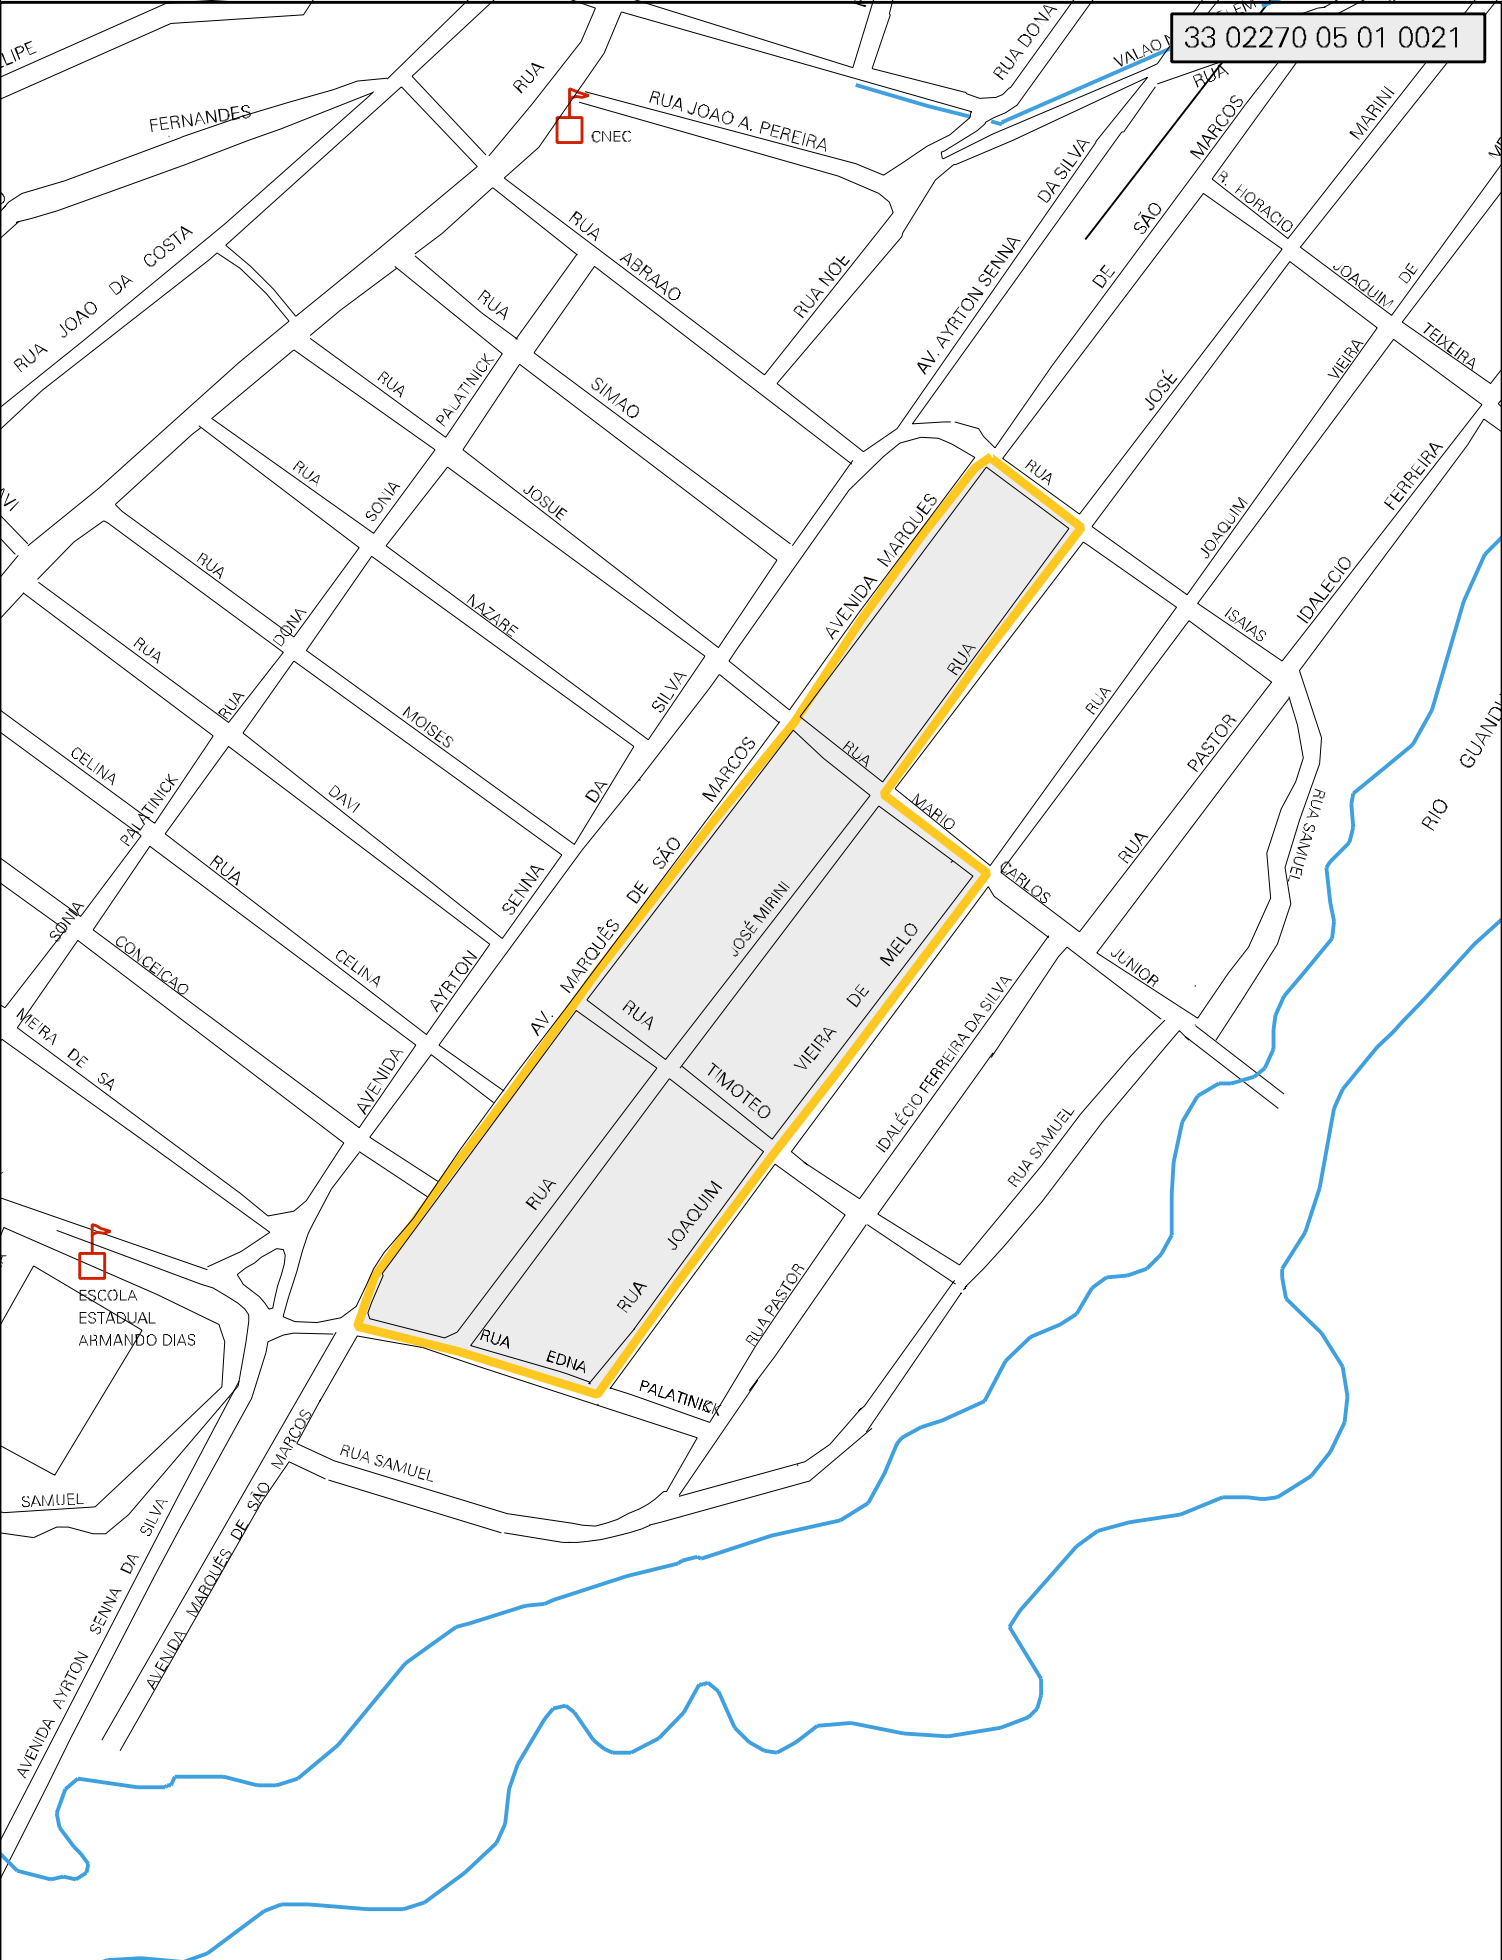 33 02270 05 01 0021
FERNANDES
RUA
CNEC
RUA JOAO A. PEREIRA
RUA DONA
RUA
MARCOS
SÃO
DE
MARINI
JOSÉ
R. HORACIO
JOAQUIM
TEIXEIRA
DE
VIEIRA
JOAQUIM
FERREIRA
IDALECIO
DA SILVA
AV. AYRTON SENNA
RUA JOAO DA COSTA
RUA
ABRAAO
RUA NOE
RUA
SIMAO
RUA
JOSUE
RUA
NAZARE
RUA
MOISES
RUA
DAVI
PALATINICK
SONIA
DONA
RUA
CELINA
PALATINICK
SONIA
RUA
CELINA
CONCEICAO
MEIRA DE SA
SILVA
DA
SENNA
AYRTON
AVENIDA
AVENIDA MARQUES
RUA
ISAIAS
RUA
RUA
MARIO
CARLOS
JUNIOR
RUA
PASTOR
RUA
RUA SAMUEL
RIO
MARCOS
SÃO
DE
MARQUÊS
AV.
JOSÉ MIRINI
RUA
TIMOTEO
MELO
DE
VIEIRA
JOAQUIM
RUA
RUA
IDALÉCIO FERREIRA DA SILVA
RUA SAMUEL
RUA PASTOR
RUA
EDNA
PALATINICK
RUA SAMUEL
ESCOLA
ESTADUAL
ARMANDO DIAS
SAMUEL
AVENIDA AYRTON SENNA DA SILVA
AVENIDA MARQUÊS DE SÃO MARCOS